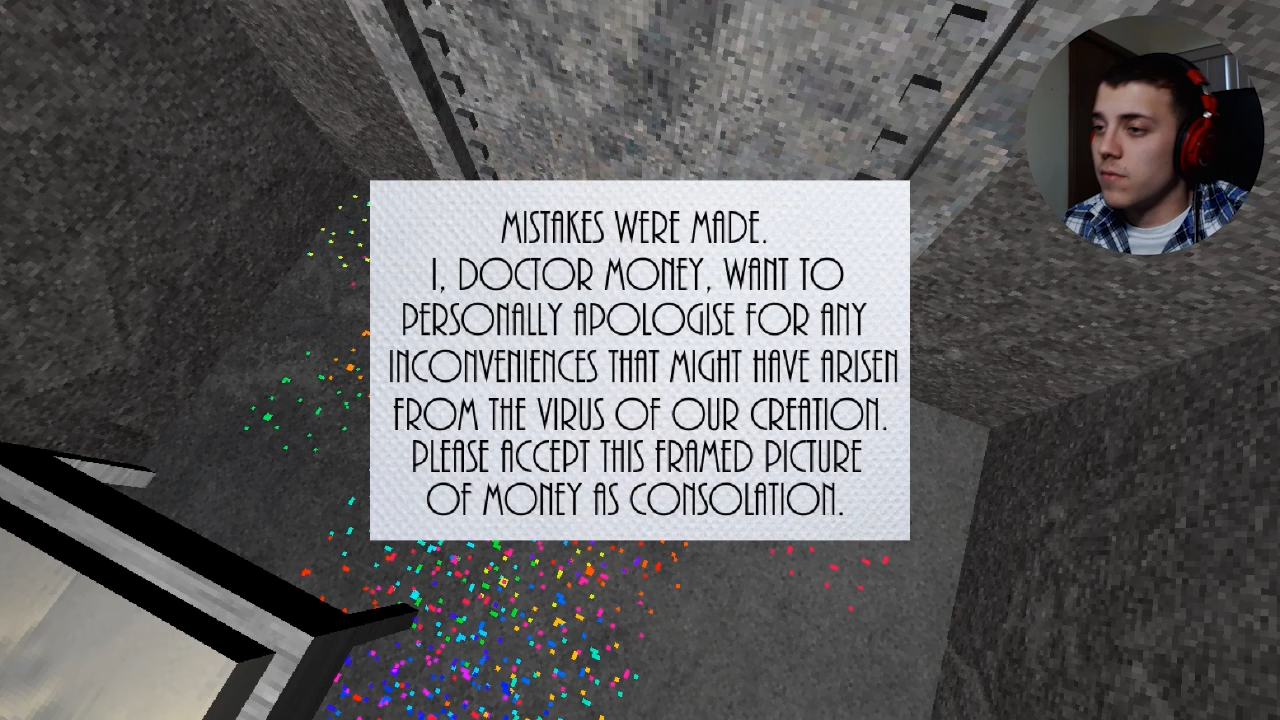 MISTAKES WERE MADE.
I, DOCTOR MONEY, WANT TO
PERSONALLY APOLOGISE FOR ANY
INCONVENIENCES THAT MIGHT HAVE ARISEN
FROM THE VIRUS OF OUR CREATION.
PLEASE ACCEPT THIS FRAMED PICTURE
OF MONEY AS CONSOLATION.